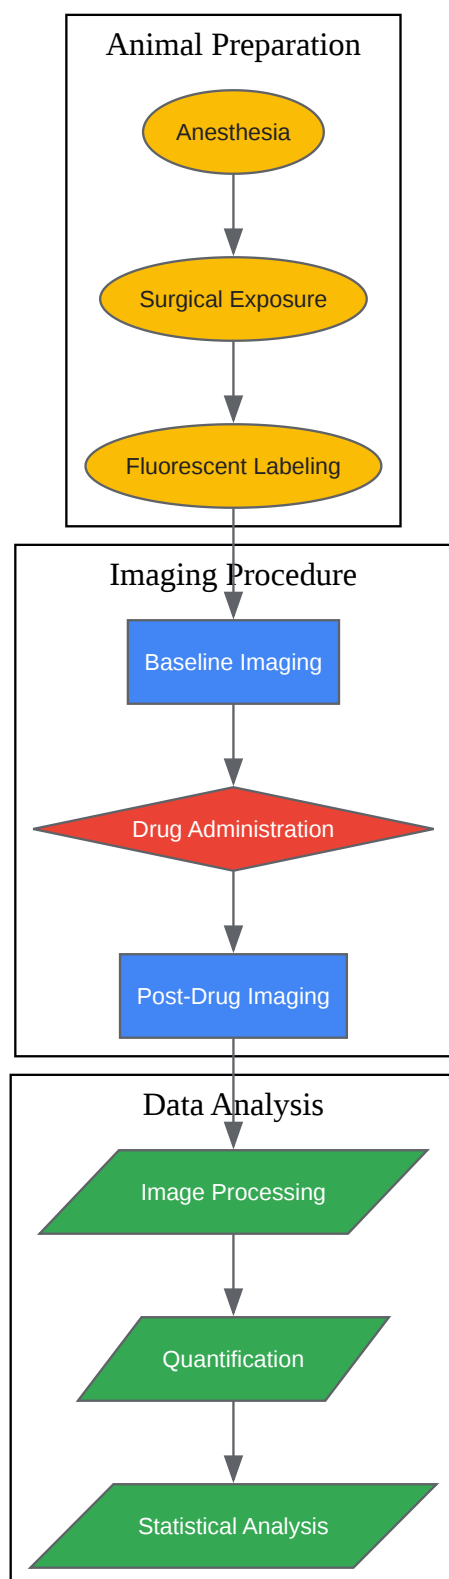 Animal Preparation
Anesthesia
Surgical Exposure
Fluorescent Labeling
Imaging Procedure
Baseline Imaging
Drug Administration
Post-Drug Imaging
Data Analysis
Image Processing
Quantification
Statistical Analysis